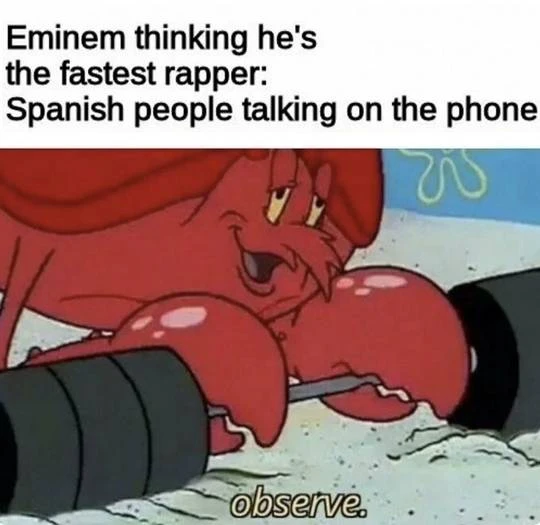 Eminem thinking he's
the fastest rapper:
Spanish people talking on the phone
observe.